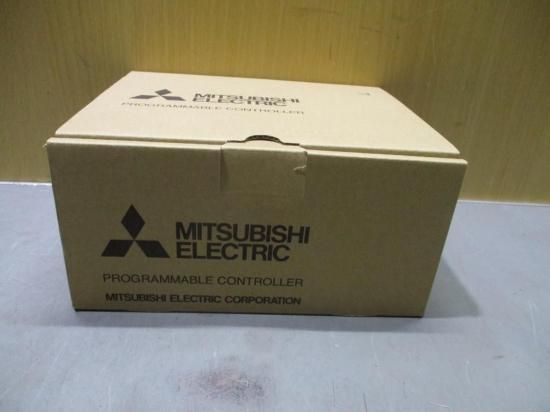 MITSUBISHI
ELECTRIC
PROGRAMMABLE CONTROLLER
MITSUBISHI
ELECTRIC
PROGRAMMABLE CONTROLLER
MITSUBISHI ELECTRIC CORPORATION